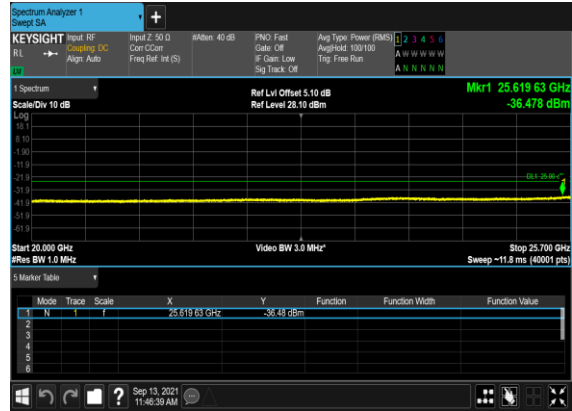 Spectrum Analyzer 1
Swept SA
+
KEYSIGHT Input: RF Input Z: 50 Ω #Atten: 40 dB PNO: Fast Avg Type: Power (RMS) 1 2 3 4 5 6
RL Coupling: DC Corr CCorr Gate: Off Avg|Hold: 100/100 A W W W W W
Align: Auto Freq Ref: Int (S) IF Gain: Low Trig: Free Run
Sig Track: Off A N N N N N
1 Spectrum Ref Lvl Offset 5.10 dB Mkr1 25.619 63 GHz
Scale/Div 10 dB Ref Level 28.10 dBm -36.478 dBm
Log
18.1
8.10
-1.90
-11.9
-21.9
DL1 -25.00
-31.9
-41.9
-51.9
-61.9
Start 20.000 GHz Video BW 3.0 MHz* Stop 25.700 GHz
#Res BW 1.0 MHz Sweep ~11.8 ms (40001 pts)
5 Marker Table
Mode Trace Scale X Y Function Function Width Function Value
1 N 1 f 25.619 63 GHz -36.48 dBm
2
3
4
5
6
? Sep 13, 2021
11:46:39 AM